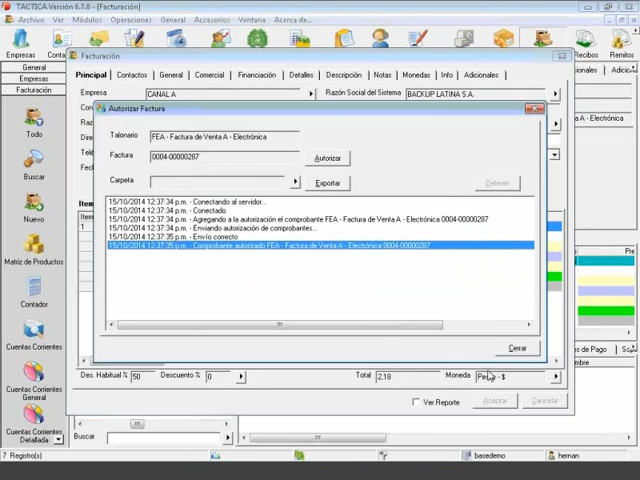 TACTICA Versión 6.7.0 - [Facturación]
Archivo Ver Módulos Operaciones General Accesorios Ventana Acerca de...
Empresas Recibos Remitos
General
Empresas
Facturación
Todo
Buscar
Nuevo
Matriz de Productos
Contador
Cuentas Corrientes
Cuentas Corrientes General
Cuentas Corrientes Detallada
Facturación
Principal Contactos General Comercial Financiación Detalles Descripción Notas Monedas Info Adicionales
Empresa CANAL A Razón Social del Sistema BACKUP LATINA S.A.
Autorizar Factura
Talonario FEA - Factura de Venta A - Electrónica
Factura 0004-00000287 Autorizar
Carpeta Exportar Detener
15/10/2014 12:37:34 p.m. - Conectando al servidor...
15/10/2014 12:37:34 p.m. - Conectado
15/10/2014 12:37:34 p.m. - Agregando a la autorización el comprobante FEA - Factura de Venta A - Electrónica 0004-00000287
15/10/2014 12:37:34 p.m. - Enviando autorización de comprobantes...
15/10/2014 12:37:35 p.m. - Envío correcto
15/10/2014 12:37:35 p.m. - Comprobante autorizado FEA - Factura de Venta A - Electrónica 0004-00000287
Cerrar
Item
1
Des. Habitual % 50 Descuento % 0 Total 2,18 Moneda
Ver Reporte Aceptar Cancelar
Buscar
7 Registro(s) basedemo hernan